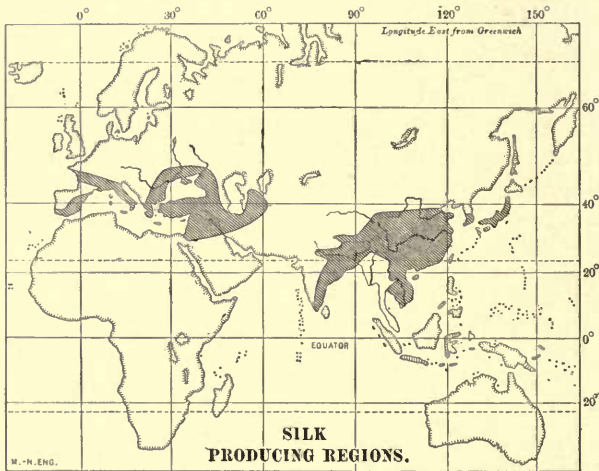 0° 30° 60° 90° 120° 150°
Longitude East from Greenwich
60°
40°
20°
0°
EQUATOR
20°
SILK
PRODUCING REGIONS.
M.-N. ENG.